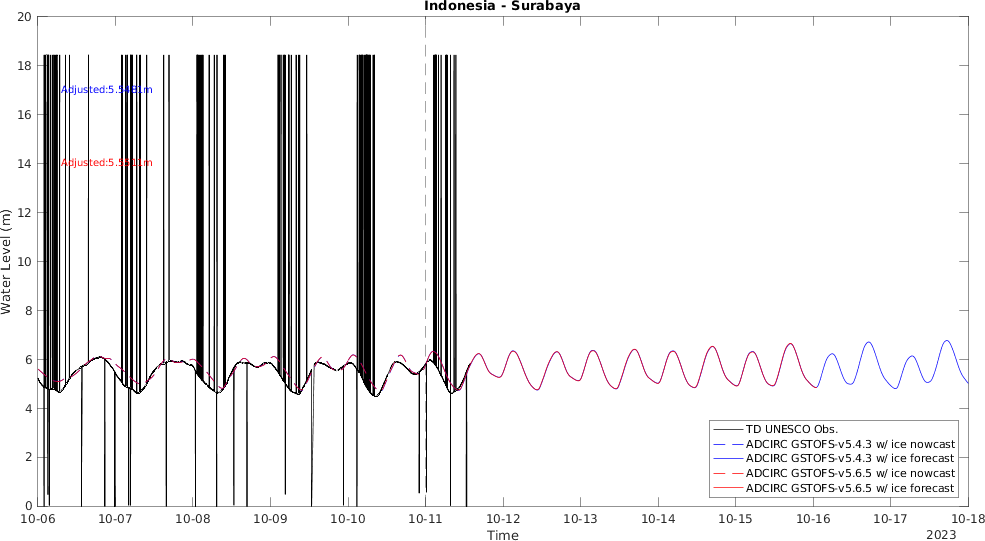 Indonesia - Surabaya
20
18
16
14
12
10
8
6
4
2
0
Water Level (m)
TD UNESCO Obs.
ADCIRC GSTOFS-v5.4.3 w/ ice nowcast
ADCIRC GSTOFS-v5.4.3 w/ ice forecast
ADCIRC GSTOFS-v5.6.5 w/ ice nowcast
ADCIRC GSTOFS-v5.6.5 w/ ice forecast
10-06 10-07 10-08 10-09 10-10 10-11 10-12 10-13 10-14 10-15 10-16 10-17 10-18
Time
2023